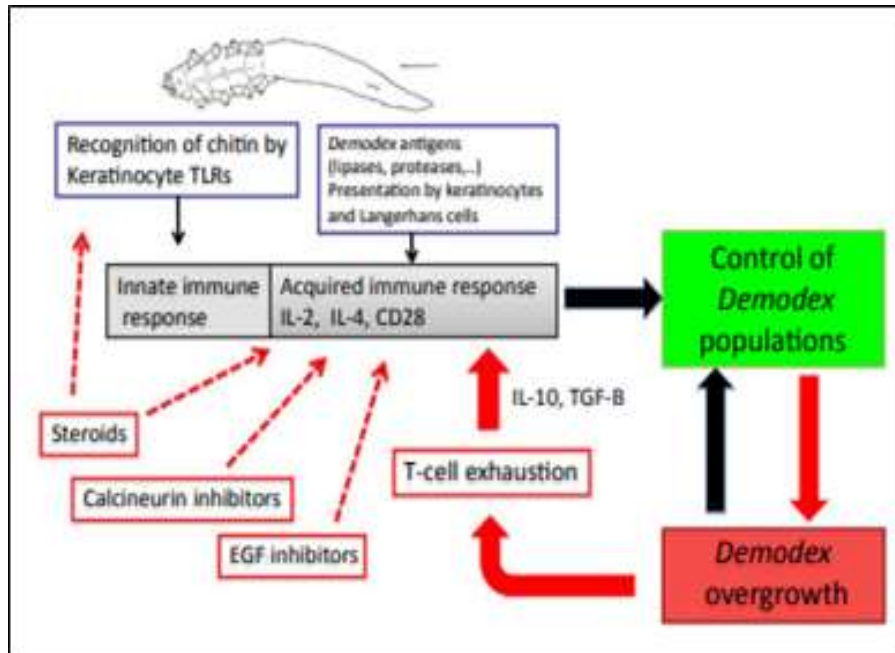 Recognition of chitin by
Keratinocyte TLRs
Demodex antigens
(lipases, proteases,..)
Presentation by keratinocytes
and Langerhans cells
Innate immune
response
Acquired immune response
IL-2, IL-4, CD28
Control of
Demodex
populations
IL-10, TGF-B
Steroids
T-cell exhaustion
Calcineurin inhibitors
EGF inhibitors
Demodex
overgrowth